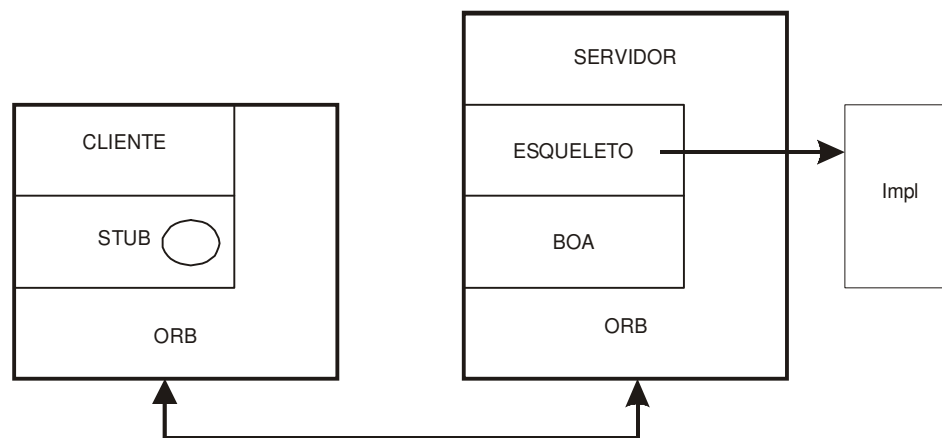 CLIENTE
STUB
ORB
SERVIDOR
ESQUELETO
BOA
ORB
Impl